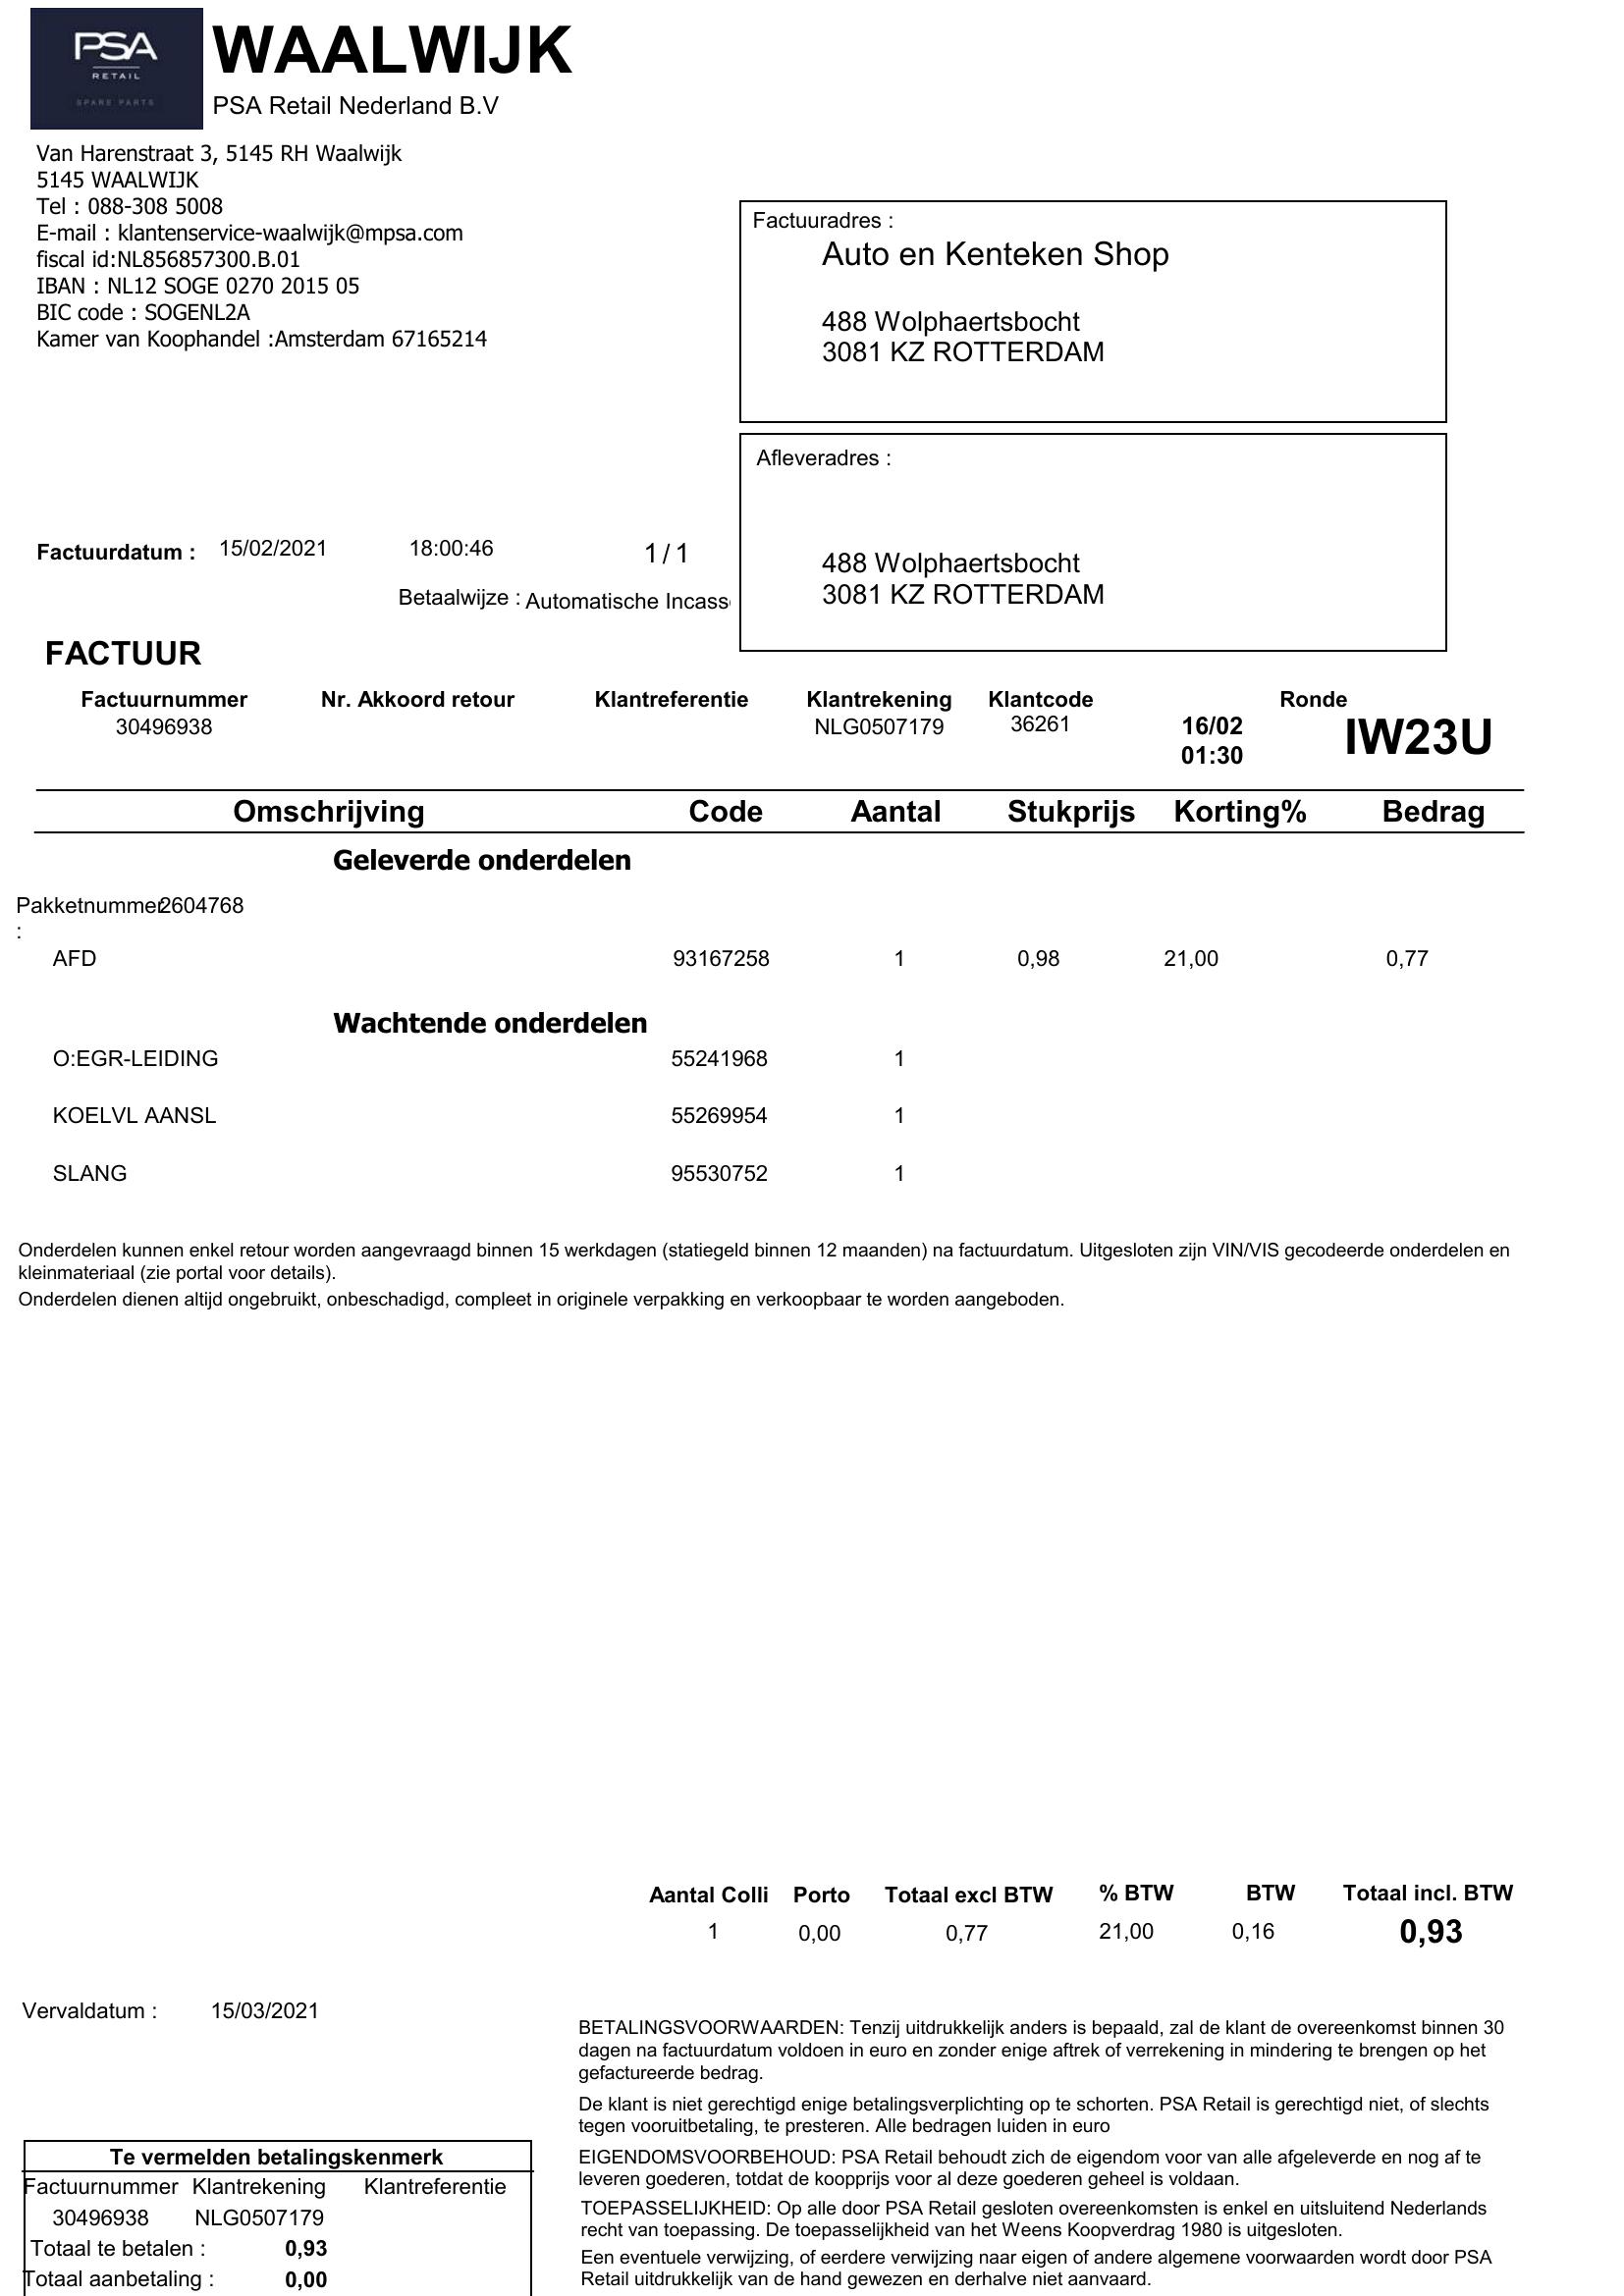 PSA
RETAIL
SPARE PARTS
WAALWIJK
PSA Retail Nederland B.V
Van Harenstraat 3, 5145 RH Waalwijk
5145 WAALWIJK
Tel : 088-308 5008
E-mail : klantenservice-waalwijk@mpsa.com
fiscal id:NL856857300.B.01
IBAN : NL12 SOGE 0270 2015 05
BIC code : SOGENL2A
Kamer van Koophandel :Amsterdam 67165214
Factuuradres :
Auto en Kenteken Shop
488 Wolphaertsbocht
3081 KZ ROTTERDAM
Afleveradres :
488 Wolphaertsbocht
3081 KZ ROTTERDAM
Factuurdatum : 15/02/2021 18:00:46 1 / 1
Betaalwijze : Automatische Incass
FACTUUR
Factuurnummer Nr. Akkoord retour Klantreferentie Klantrekening Klantcode Ronde
30496938 NLG0507179 36261 16/02 01:30 IW23U
Omschrijving Code Aantal Stukprijs Korting% Bedrag
Geleverde onderdelen
Pakketnummer : 2604768
AFD 93167258 1 0,98 21,00 0,77
Wachtende onderdelen
O:EGR-LEIDING 55241968 1
KOELVL AANSL 55269954 1
SLANG 95530752 1
Onderdelen kunnen enkel retour worden aangevraagd binnen 15 werkdagen (statiegeld binnen 12 maanden) na factuurdatum. Uitgesloten zijn VIN/VIS gecodeerde onderdelen en
kleinmateriaal (zie portal voor details).
Onderdelen dienen altijd ongebruikt, onbeschadigd, compleet in originele verpakking en verkoopbaar te worden aangeboden.
Aantal Colli Porto Totaal excl BTW % BTW BTW Totaal incl. BTW
1 0,00 0,77 21,00 0,16 0,93
Vervaldatum : 15/03/2021
BETALINGSVOORWAARDEN: Tenzij uitdrukkelijk anders is bepaald, zal de klant de overeenkomst binnen 30
dagen na factuurdatum voldoen in euro en zonder enige aftrek of verrekening in mindering te brengen op het
gefactureerde bedrag.
De klant is niet gerechtigd enige betalingsverplichting op te schorten. PSA Retail is gerechtigd niet, of slechts
tegen vooruitbetaling, te presteren. Alle bedragen luiden in euro
EIGENDOMSVOORBEHOUD: PSA Retail behoudt zich de eigendom voor van alle afgeleverde en nog af te
leveren goederen, totdat de koopprijs voor al deze goederen geheel is voldaan.
TOEPASSELIJKHEID: Op alle door PSA Retail gesloten overeenkomsten is enkel en uitsluitend Nederlands
recht van toepassing. De toepasselijkheid van het Weens Koopverdrag 1980 is uitgesloten.
Een eventuele verwijzing, of eerdere verwijzing naar eigen of andere algemene voorwaarden wordt door PSA
Retail uitdrukkelijk van de hand gewezen en derhalve niet aanvaard.
Te vermelden betalingskenmerk
Factuurnummer Klantrekening Klantreferentie
30496938 NLG0507179
Totaal te betalen : 0,93
Totaal aanbetaling : 0,00